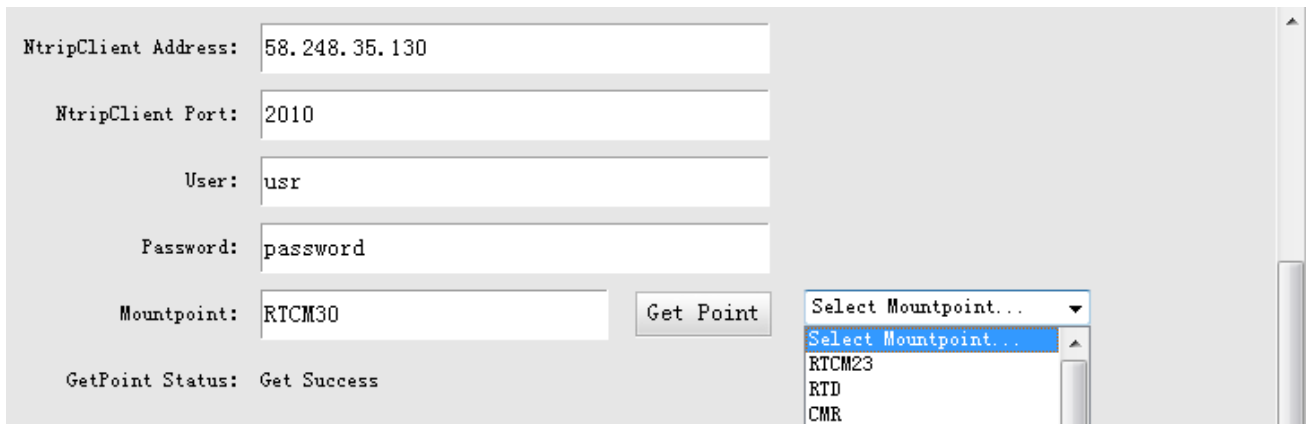 NtripClient Address: 58.248.35.130
NtripClient Port: 2010
User: usr
Password: password
Mountpoint: RTCM30 Get Point Select Mountpoint...
Select Mountpoint...
RTCM23
GetPoint Status: Get Success
RTD
CMR